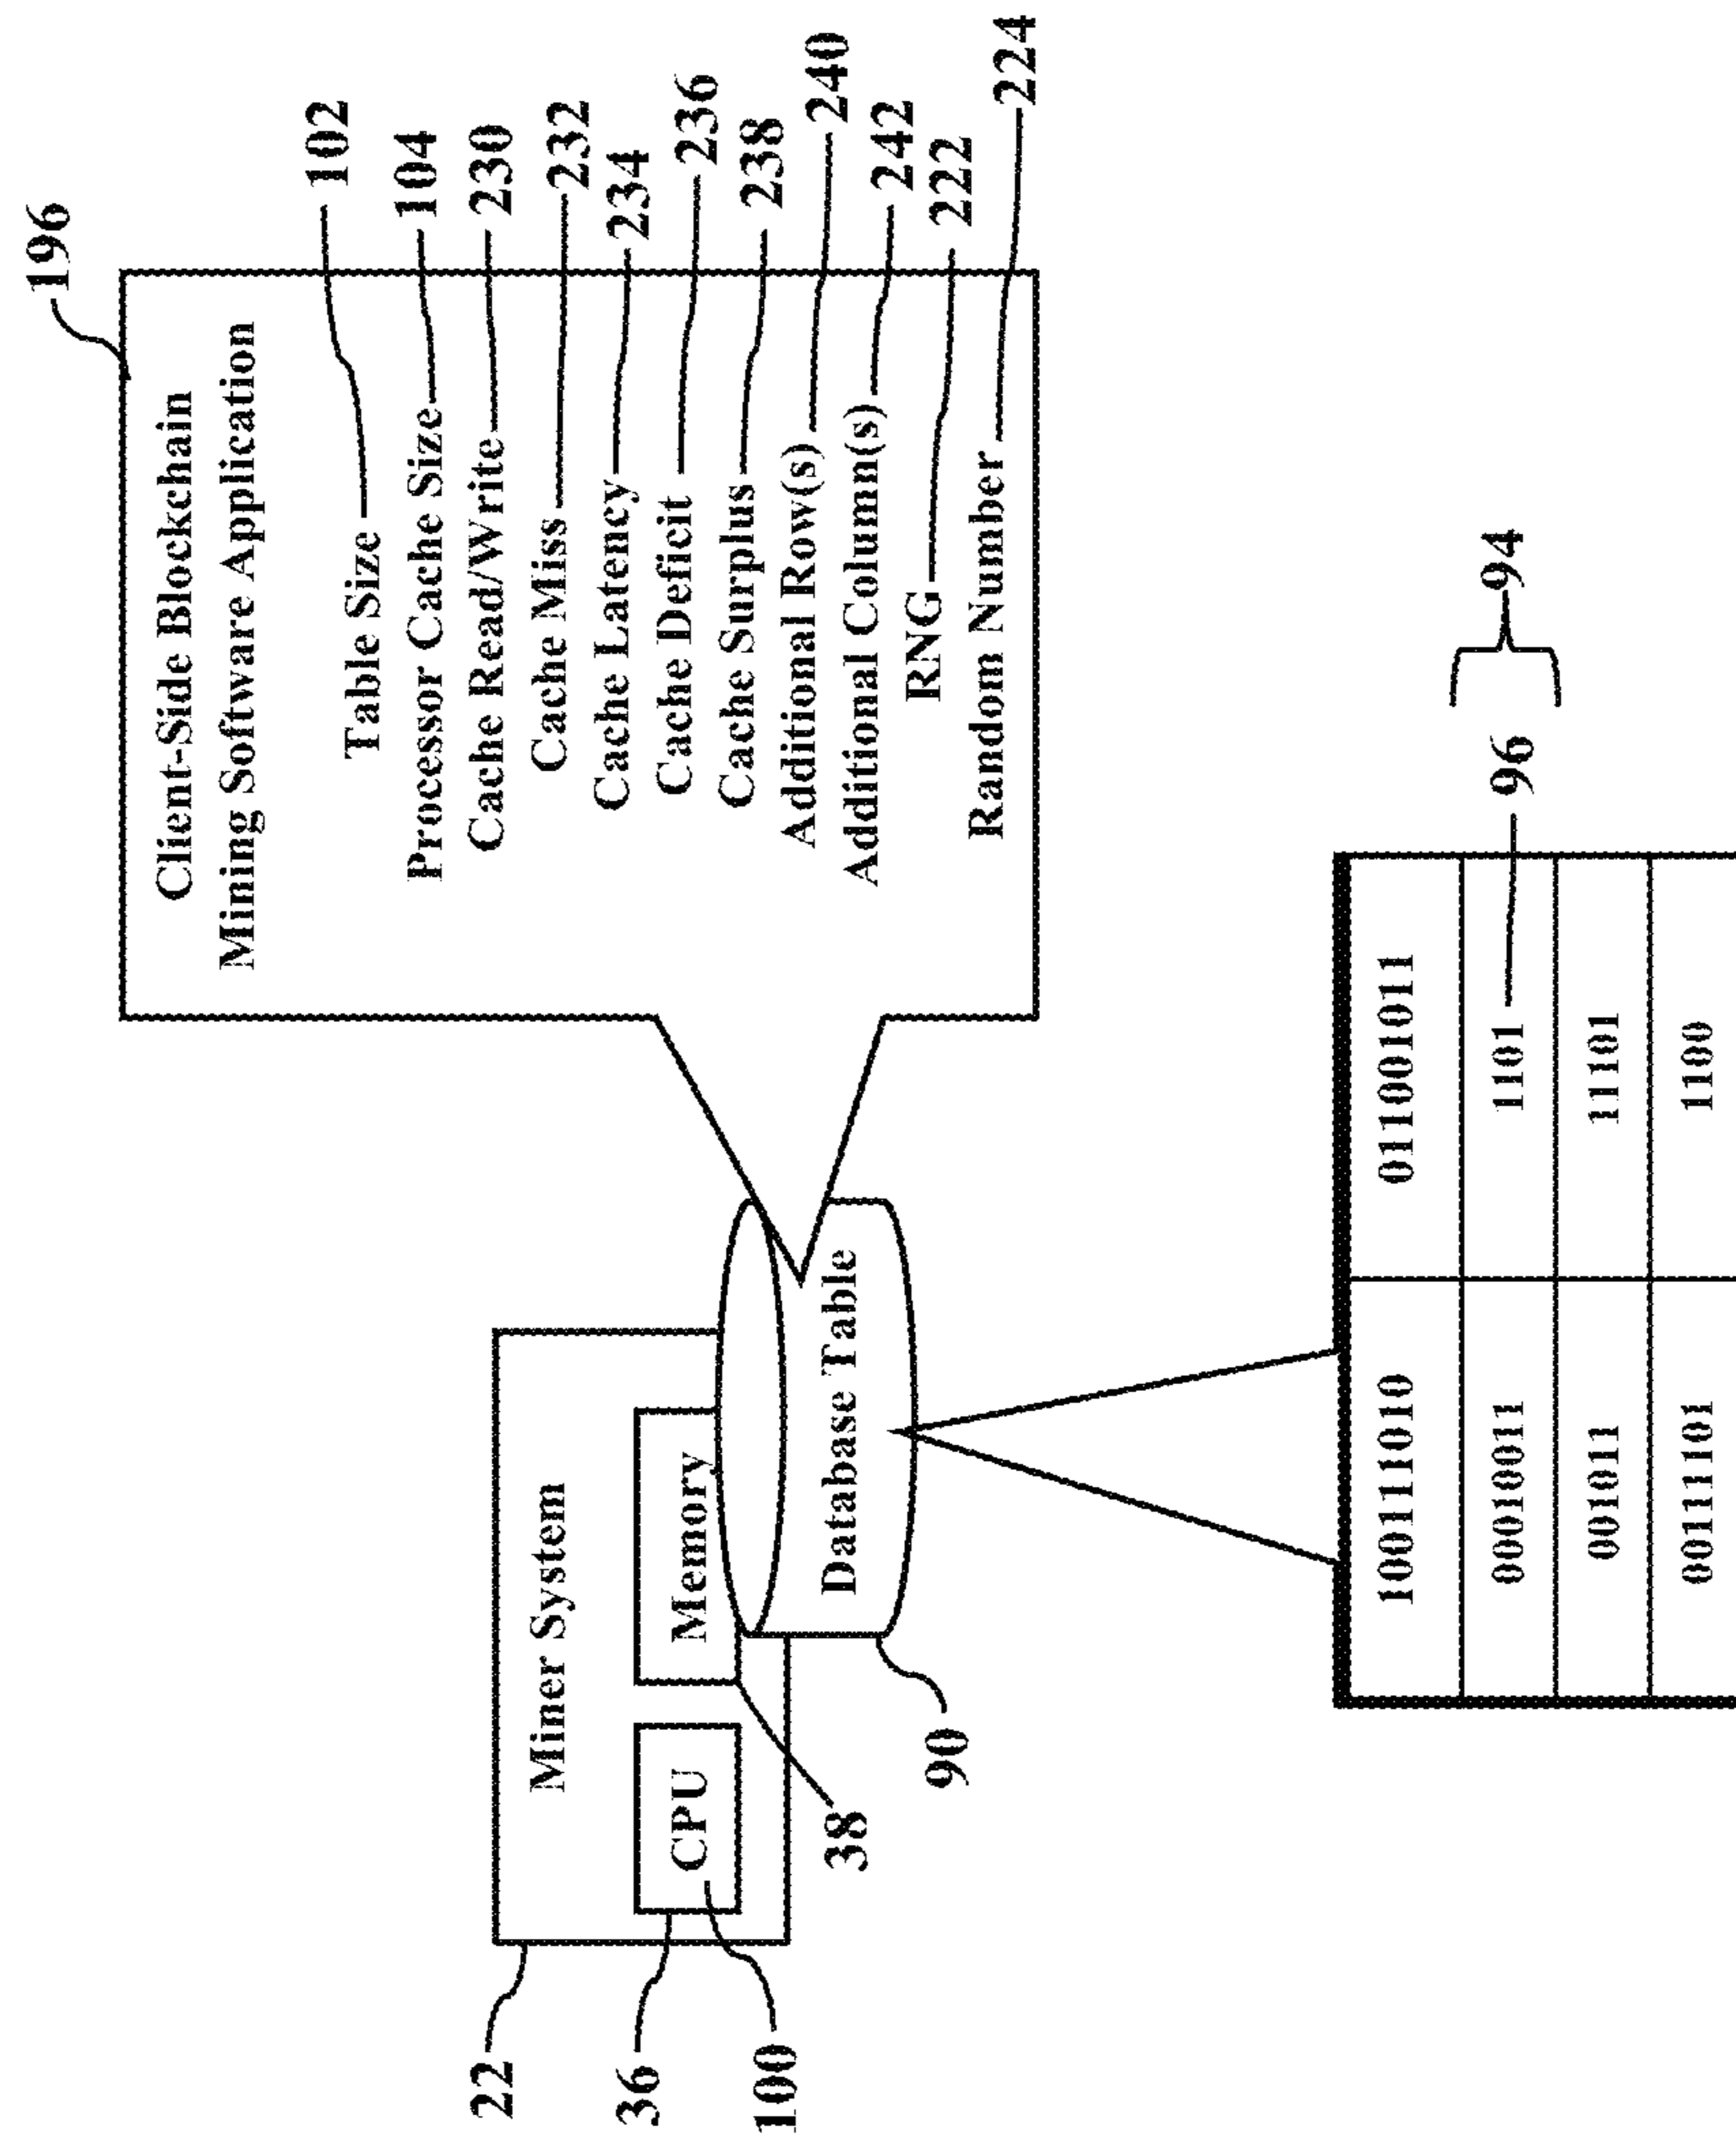 196
Client-Side Blockchain
Mining Software Application
Table Size 102
Processor Cache Size 104
Cache Read/Write 230
Cache Miss 232
Cache Latency 234
Cache Deficit 236
Cache Surplus 238
Additional Row(s) 240
Additional Column(s) 242
RNG 222
Random Number 224
22
Miner System
36
CPU Memory
100
38
Database Table
90
100111010 011001011
00010011 1101 96 94
001011 11101
00111101 1100